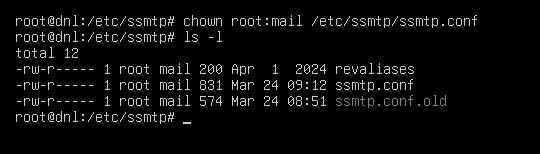 root@dnl:/etc/ssmtp# chown root:mail /etc/ssmtp/ssmtp.conf
root@dnl:/etc/ssmtp# ls -l
total 12
-rw-r----- 1 root mail 200 Apr  1  2024 revaliases
-rw-r----- 1 root mail 831 Mar 24 09:12 ssmtp.conf
-rw-r----- 1 root mail 574 Mar 24 08:51 ssmtp.conf.old
root@dnl:/etc/ssmtp# _